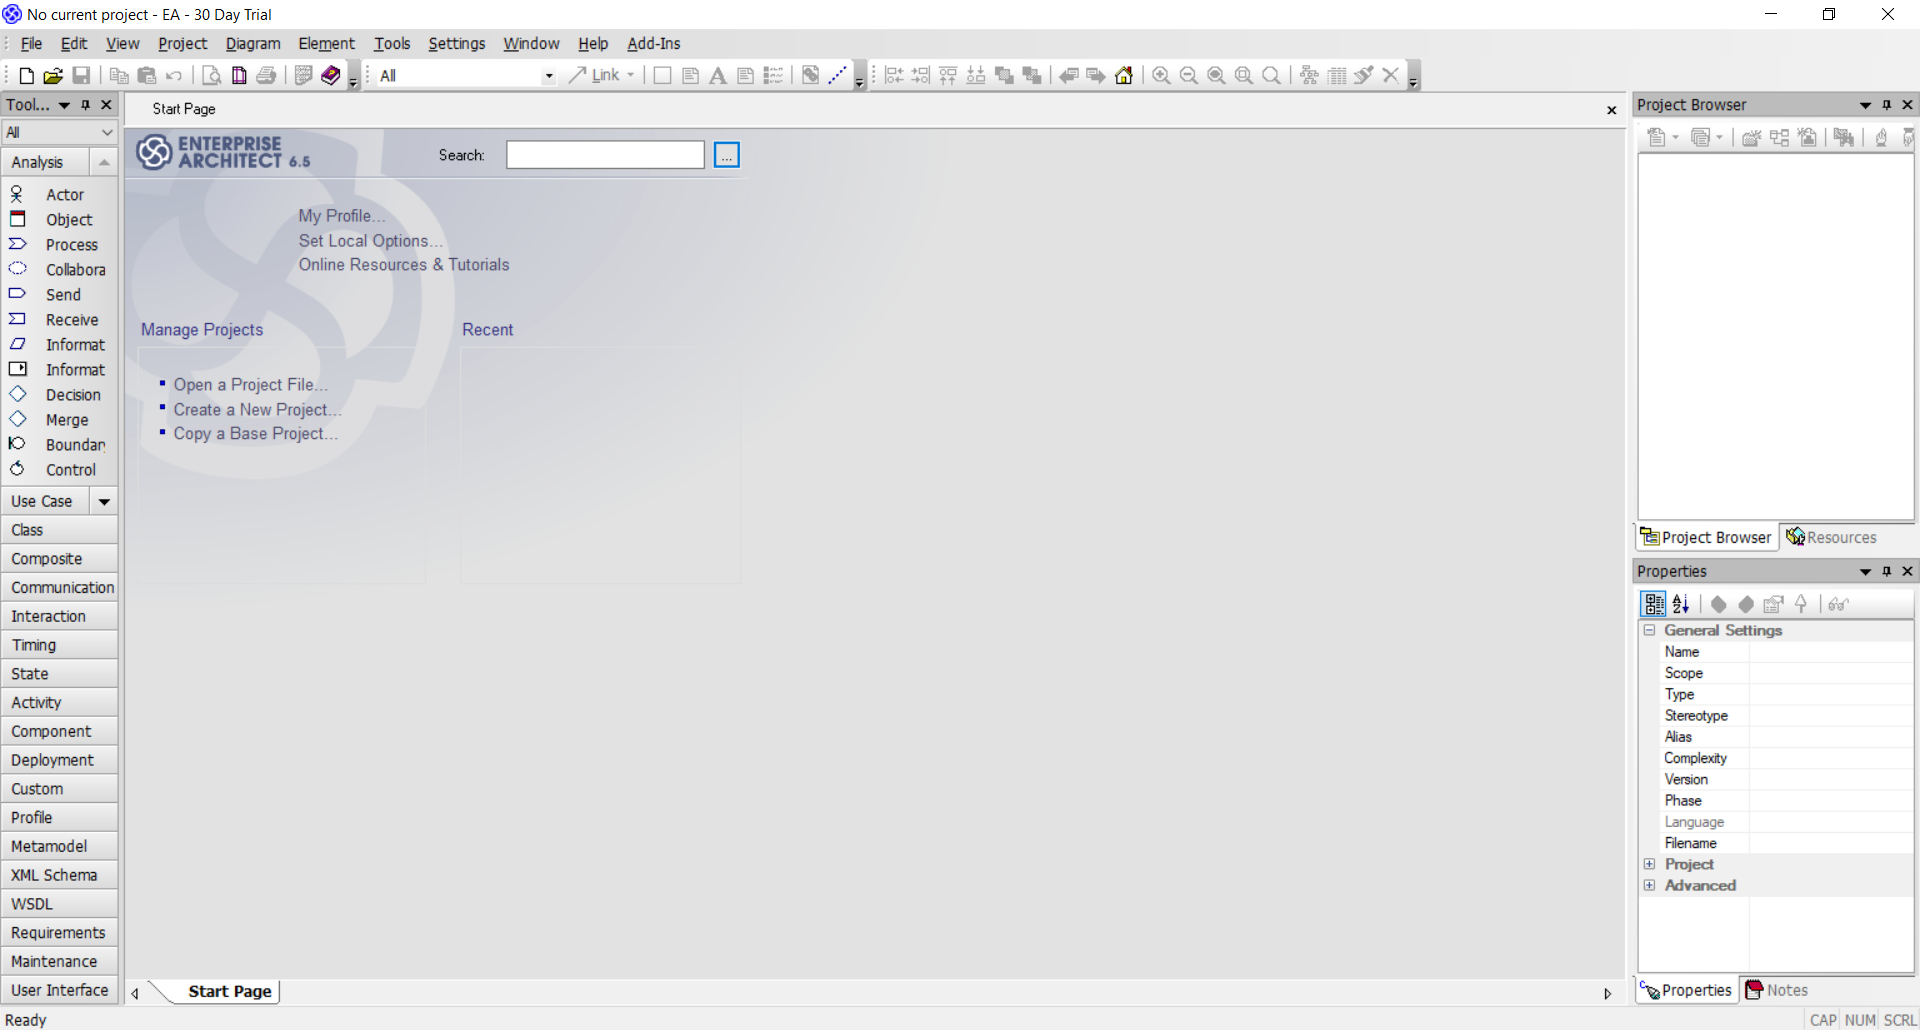 No current project - EA - 30 Day Trial
File Edit View Project Diagram Element Tools Settings Window Help Add-Ins
All
Link
Tool...
All
Analysis
Actor
Object
Process
Collabora
Send
Receive
Informat
Informat
Decision
Merge
Boundar
Control
Use Case
Class
Composite
Communication
Interaction
Timing
State
Activity
Component
Deployment
Custom
Profile
Metamodel
XML Schema
WSDL
Requirements
Maintenance
User Interface
Start Page
ENTERPRISE
ARCHITECT 6.5
Search:
...
My Profile...
Set Local Options...
Online Resources & Tutorials
Manage Projects
Open a Project File...
Create a New Project...
Copy a Base Project...
Recent
Start Page
Project Browser
Project Browser
Resources
Properties
General Settings
Name
Scope
Type
Stereotype
Alias
Complexity
Version
Phase
Language
Filename
Project
Advanced
Properties
Notes
Ready
CAP NUM SCRL